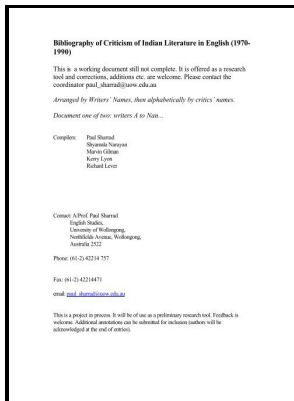 Bibliography of Criticism of Indian Literature in English (1970-
1990)
This is a working document still not complete. It is offered as a research
tool and corrections, additions etc. are welcome. Please contact the
coordinator paul_sharrad@uow.edu.au
Arranged by Writers' Names, then alphabetically by critics' names.
Document one of two: writers A to Nan...
Compilers: Paul Sharrad
Shyamala Narayan
Marvin Gilman
Kerry Lyon
Richard Lever
Contact: A/Prof. Paul Sharrad
English Studies,
University of Wollongong,
Northfields Avenue, Wollongong,
Australia 2522
Phone: (61-2) 42214 757
Fax: (61-2) 42214471
email: paul_sharrad@uow.edu.au
This is a project in process. It will be of use as a preliminary research tool. Feedback is
welcome. Additional annotations can be submitted for inclusion (authors will be
acknowledged at the end of entries).